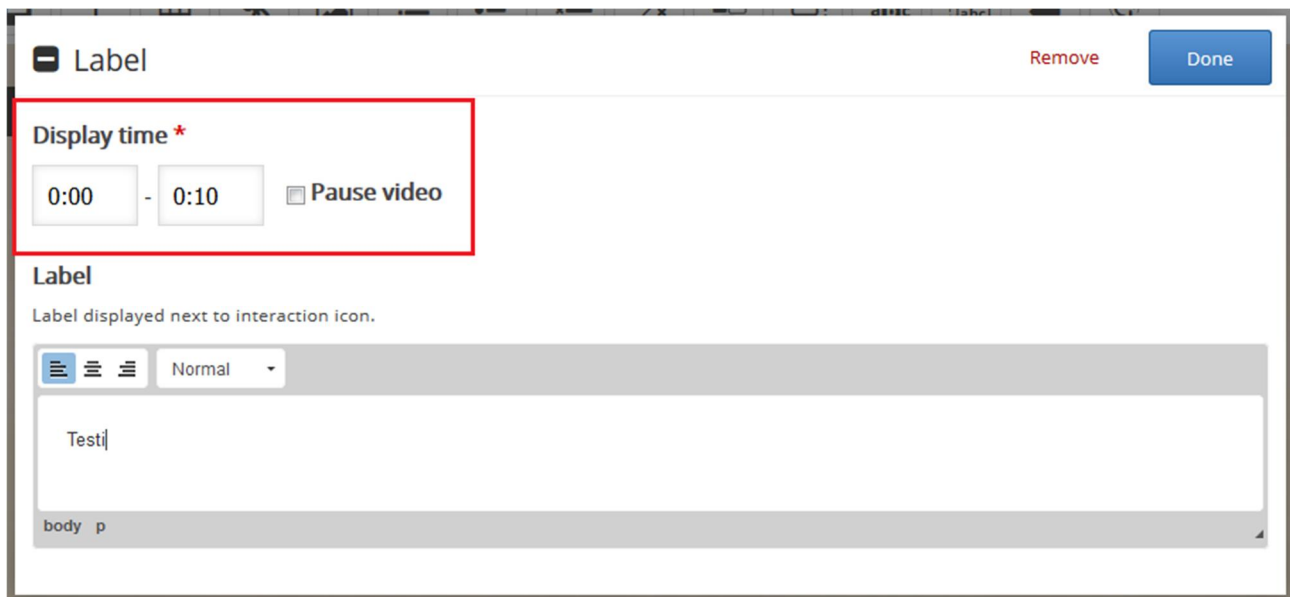 Label
Remove
Done
Display time *
0:00 - 0:10 Pause video
Label
Label displayed next to interaction icon.
Normal
Testi
body p